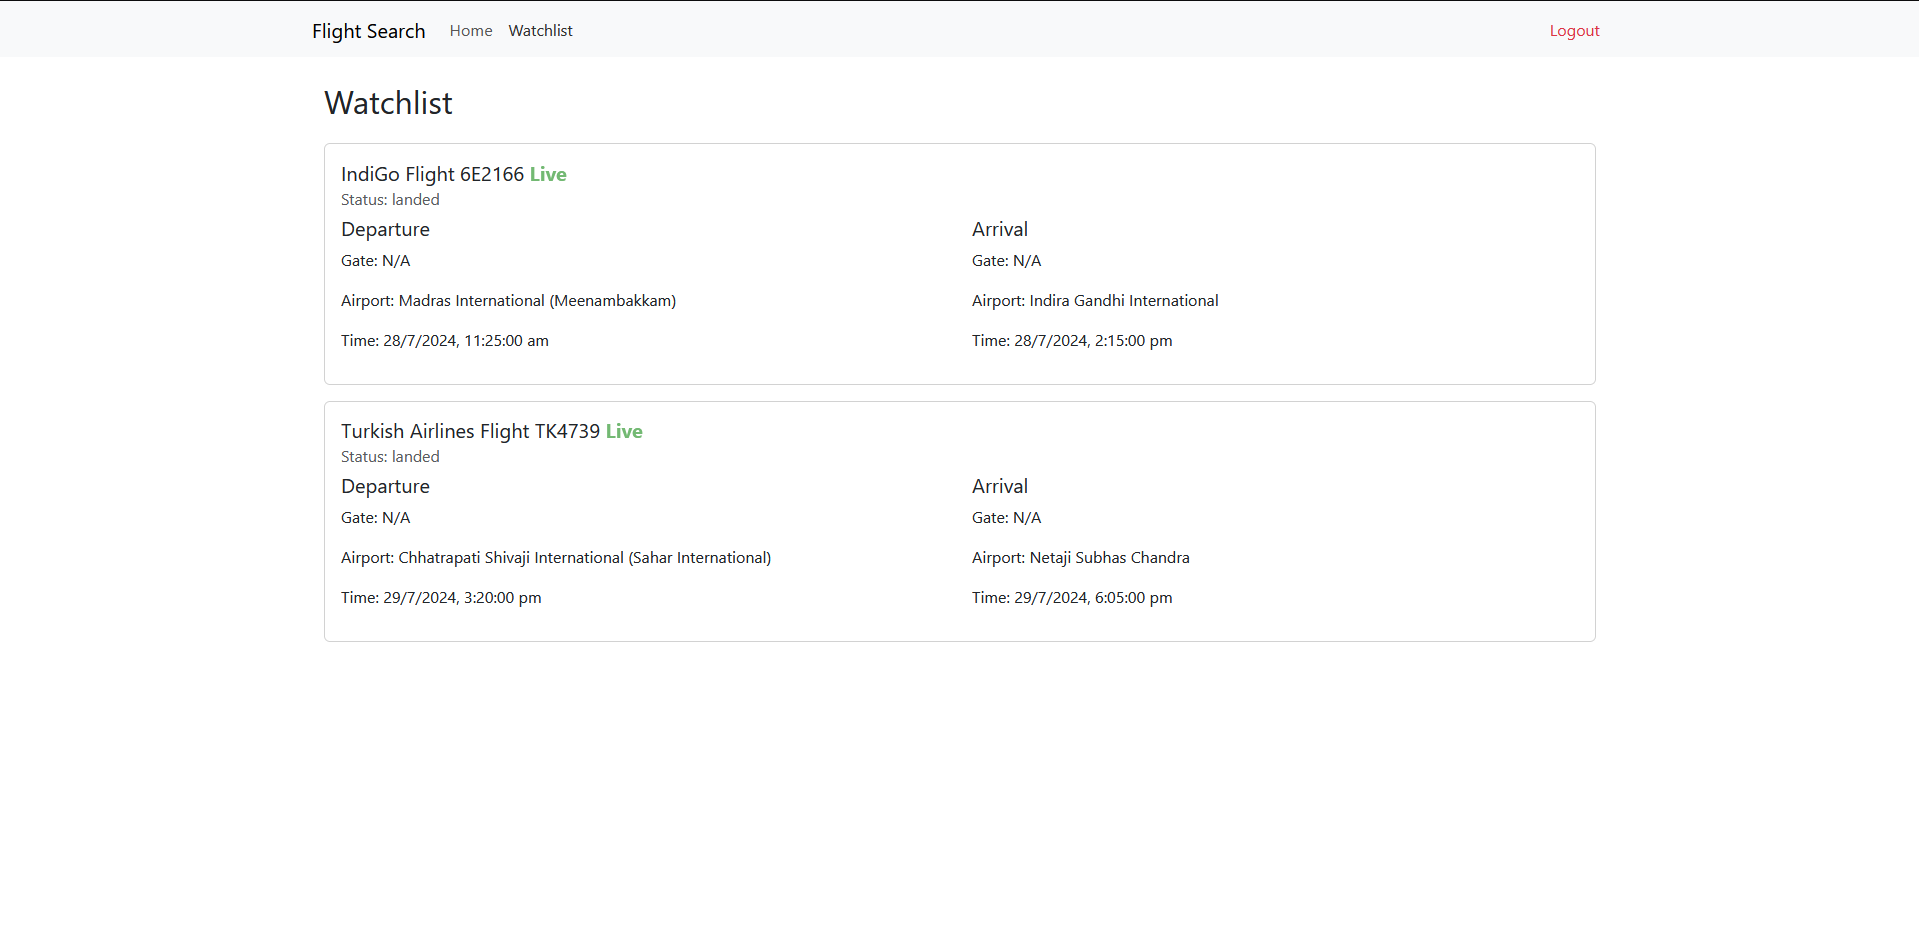 Flight Search Home Watchlist Logout
Watchlist
IndiGo Flight 6E2166 Live
Status: landed
Departure
Gate: N/A
Airport: Madras International (Meenambakkam)
Time: 28/7/2024, 11:25:00 am
Arrival
Gate: N/A
Airport: Indira Gandhi International
Time: 28/7/2024, 2:15:00 pm
Turkish Airlines Flight TK4739 Live
Status: landed
Departure
Gate: N/A
Airport: Chhatrapati Shivaji International (Sahar International)
Time: 29/7/2024, 3:20:00 pm
Arrival
Gate: N/A
Airport: Netaji Subhas Chandra
Time: 29/7/2024, 6:05:00 pm